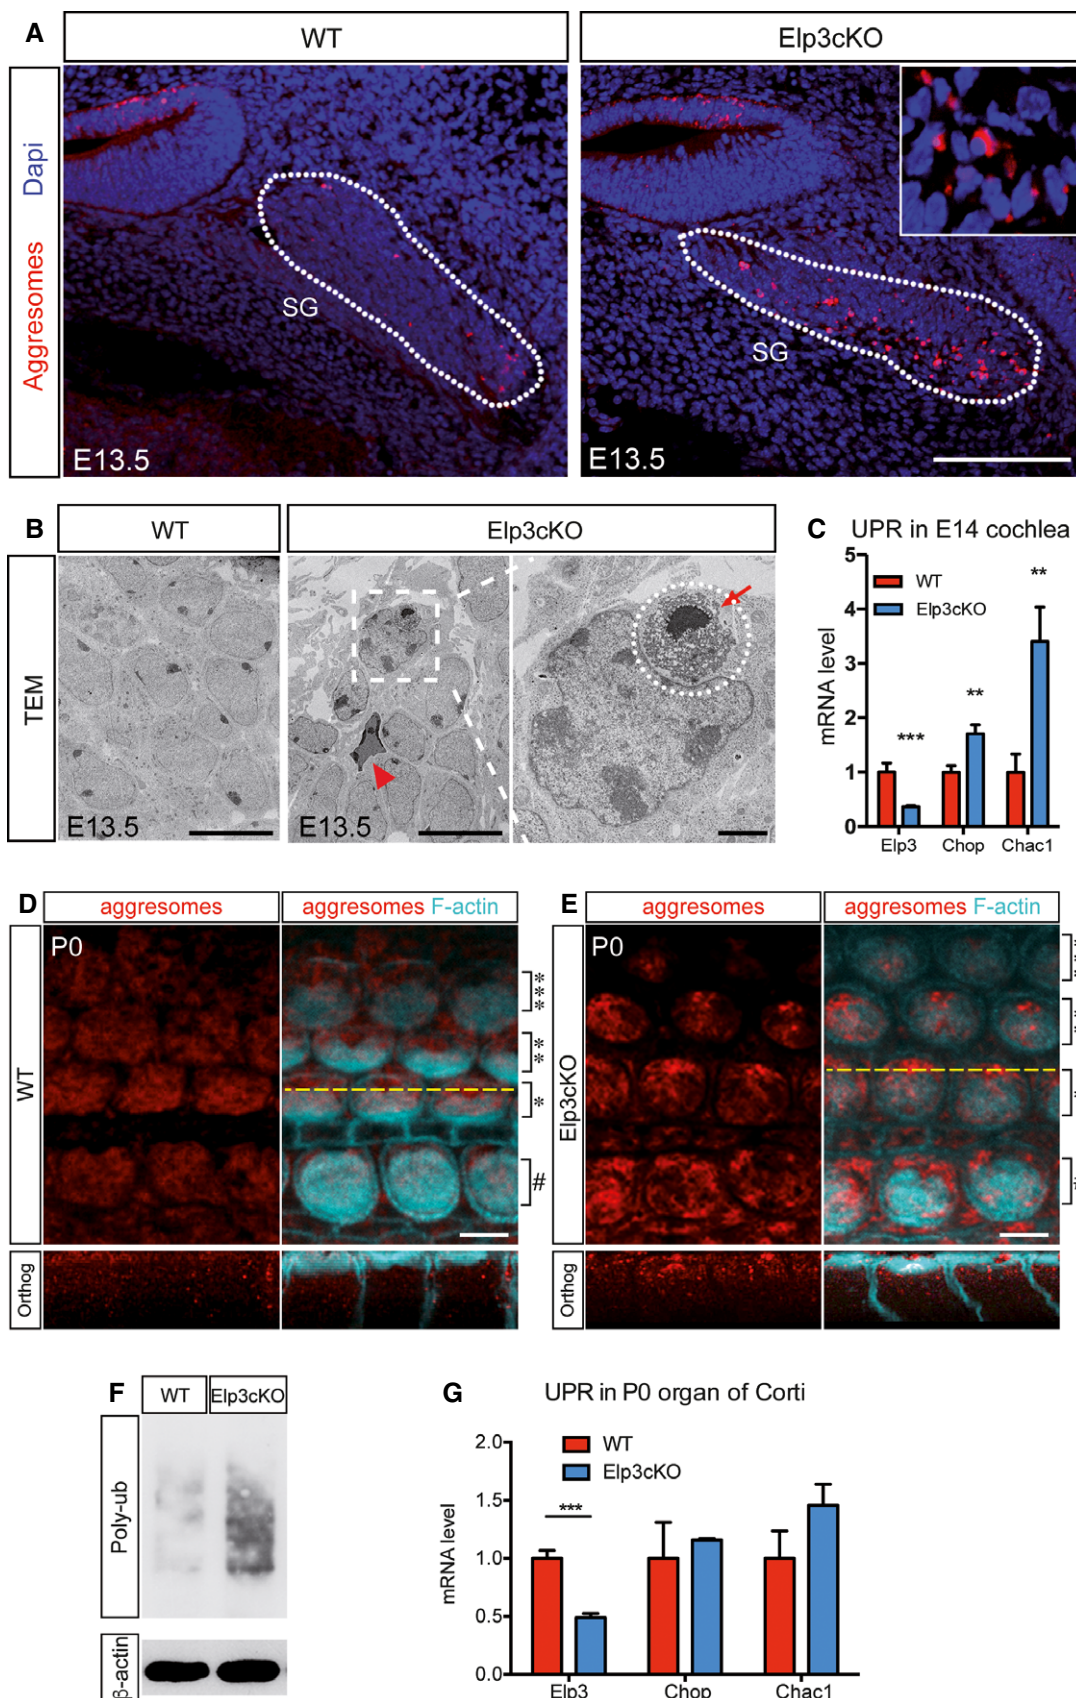 A
WT
Elp3cKO
Aggresomes Dapi
SG
SG
E13.5
E13.5
B
WT
Elp3cKO
TEM
E13.5
E13.5
C UPR in E14 cochlea
WT
Elp3cKO
mRNA level
5
4
3
2
1
0
***
**
**
Elp3 Chop Chac1
D
aggresomes
aggresomes F-actin
WT
P0
***
**
*
#
Orthog
E
aggresomes
aggresomes F-actin
Elp3cKO
P0
Orthog
F
WT
Elp3cKO
Poly-ub
β-actin
G UPR in P0 organ of Corti
WT
Elp3cKO
mRNA level
2.0
1.5
1.0
0.5
0.0
***
Elp3 Chop Chac1